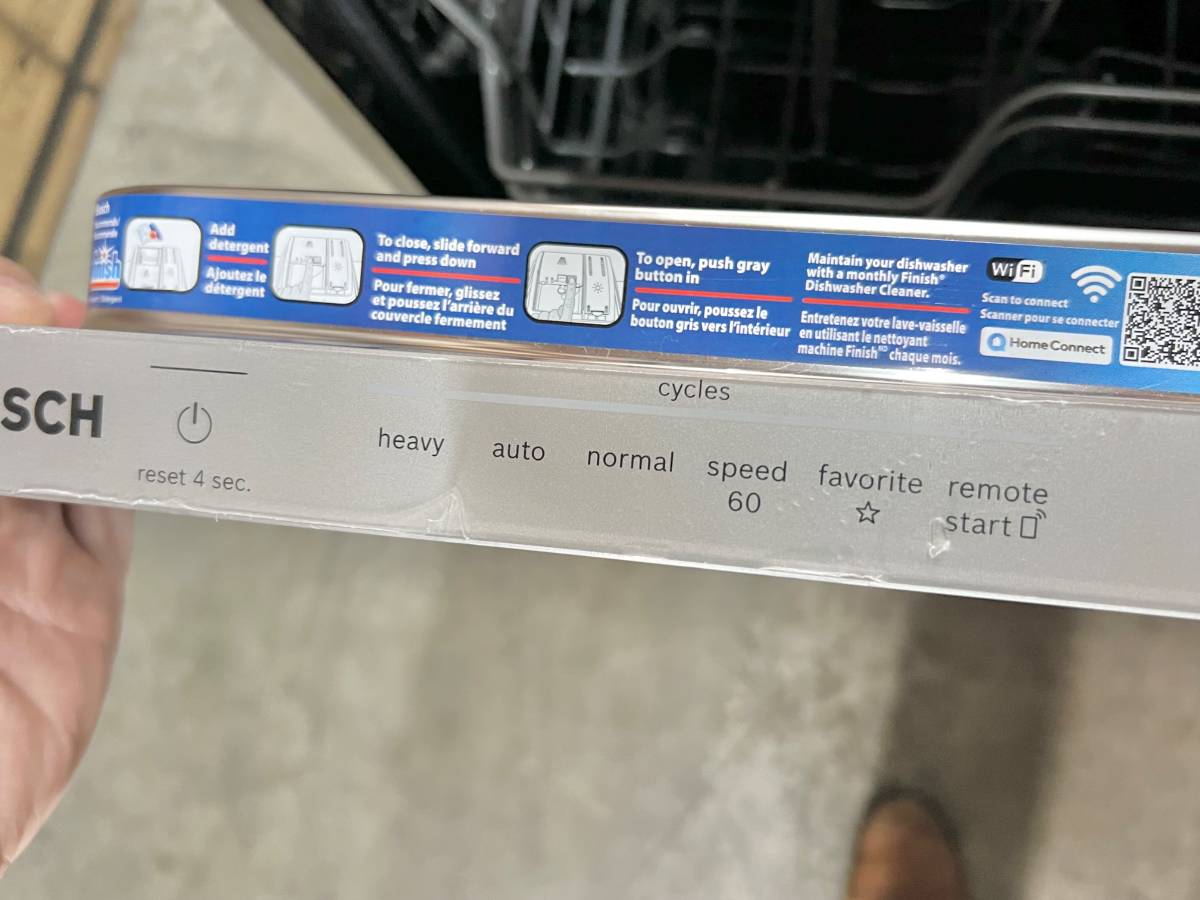 Add
detergent
Ajoutez le
détergent
To close, slide forward
and press down
Pour fermer, glissez
et poussez l'arrière du
couvercle fermement
To open, push gray
button in
Pour ouvrir, poussez le
bouton gris vers l'intérieur
Maintain your dishwasher
with a monthly Finish®
Dishwasher Cleaner.
Entretenez votre lave-vaisselle
en utilisant le nettoyant
machine Finish MD chaque mois.
WiFi
Scan to connect
Scanner pour se connecter
Home Connect
SCH
reset 4 sec.
cycles
heavy
auto
normal
speed
60
favorite
remote
start